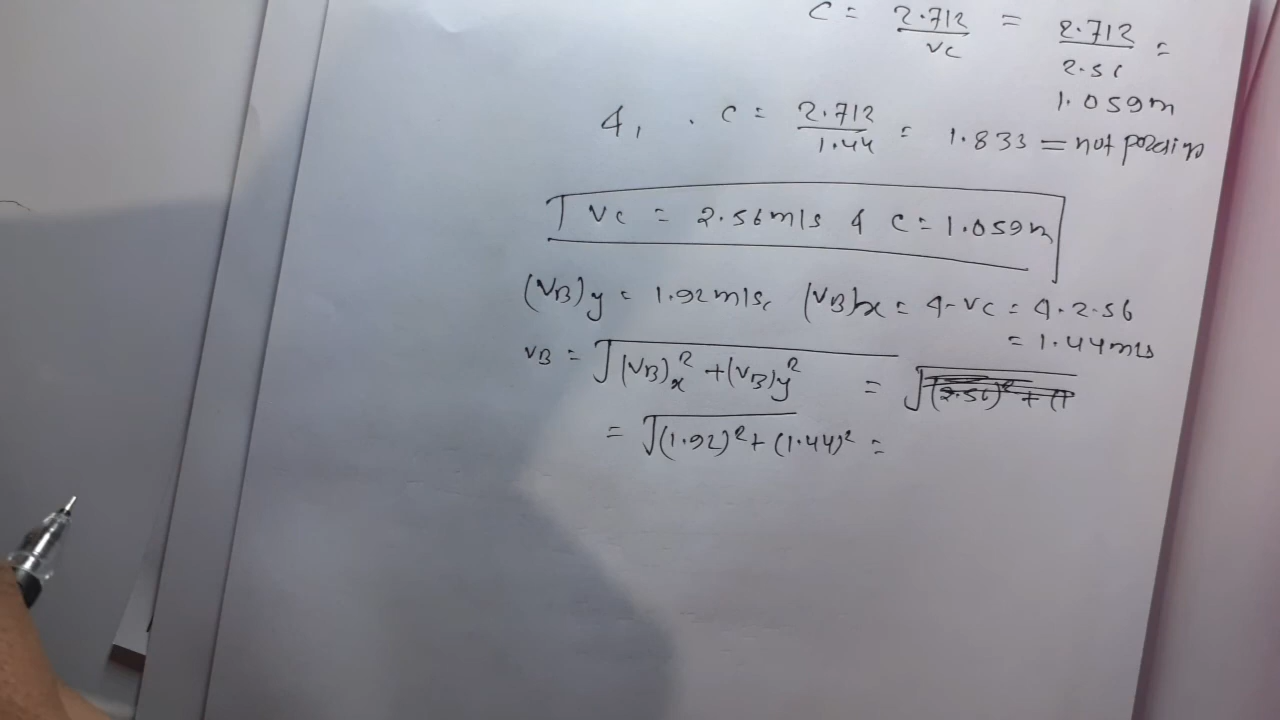 C = 2.712 / vc = 2.712 / 2.56 =
1.059m
4, . C = 2.712 / 1.44 = 1.833 = not
vc = 2.56m/s & C = 1.059m
(VB)y = 1.92m/s, (VB)x = 4-vc = 4-2.56
= 1.44m/s
VB = √(VB)x² + (VB)y² =
= √(1.92)² + (1.44)² =